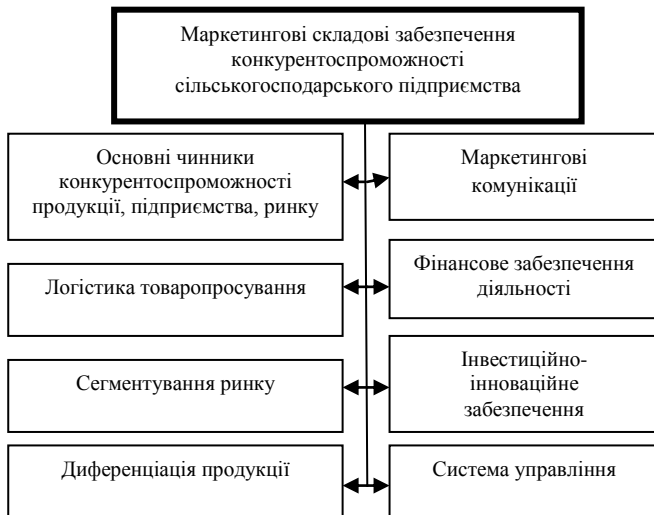 Маркетингові складові забезпечення
конкурентоспроможності
сільськогосподарського підприємства
Основні чинники
конкурентоспроможності
продукції, підприємства, ринку
Маркетингові
комунікації
Логістика товаропросування
Фінансове забезпечення
діяльності
Сегментування ринку
Інвестиційно-
інноваційне
забезпечення
Диференціація продукції
Система управління